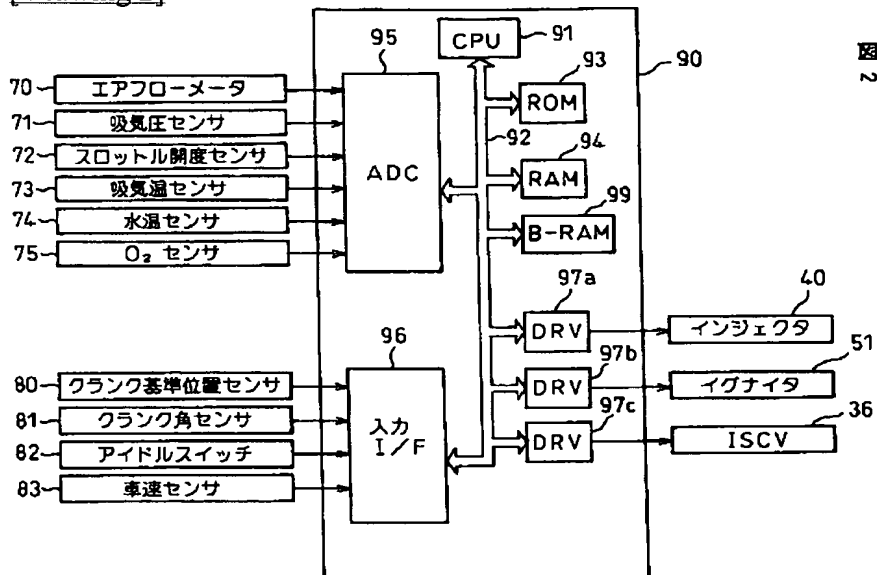 図2
90
CPU
91
95
ADC
93
ROM
92
94
RAM
99
B-RAM
70
エアフローメータ
71
吸気圧センサ
72
スロットル開度センサ
73
吸気温センサ
74
水温センサ
75
O₂ センサ
97a
DRV
40
インジェクタ
97b
DRV
51
イグナイタ
97c
DRV
36
ISCV
96
入力
I/F
80
クランク基準位置センサ
81
クランク角センサ
82
アイドルスイッチ
83
車速センサ